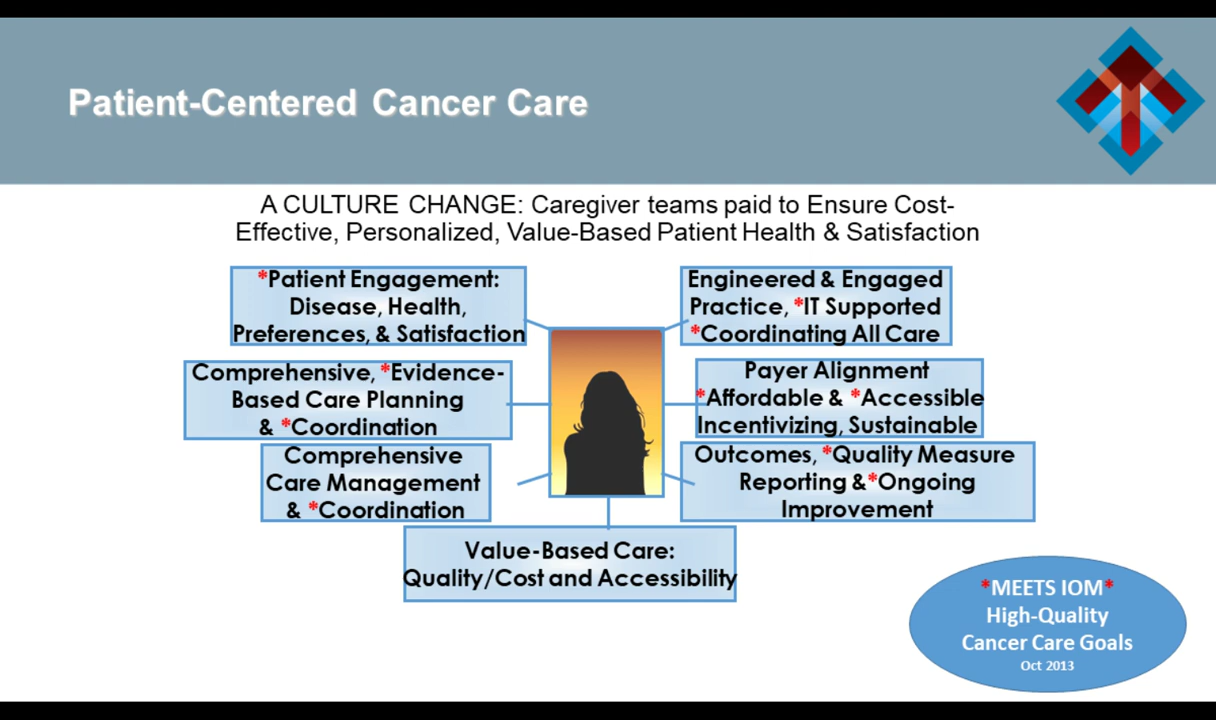 Patient-Centered Cancer Care
A CULTURE CHANGE: Caregiver teams paid to Ensure Cost-
Effective, Personalized, Value-Based Patient Health & Satisfaction
*Patient Engagement:
Disease, Health,
Preferences, & Satisfaction
Engineered & Engaged
Practice, *IT Supported
*Coordinating All Care
Comprehensive, *Evidence-
Based Care Planning
& *Coordination
Payer Alignment
*Affordable & *Accessible
Incentivizing, Sustainable
Comprehensive
Care Management
& *Coordination
Outcomes, *Quality Measure
Reporting &*Ongoing
Improvement
Value-Based Care:
Quality/Cost and Accessibility
*MEETS IOM*
High-Quality
Cancer Care Goals
Oct 2013